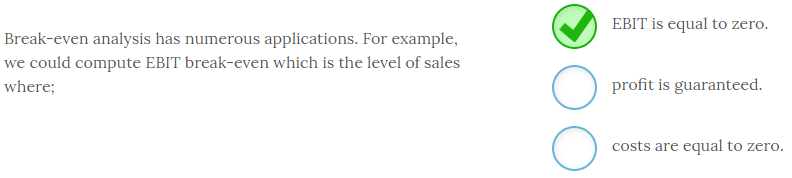 Break-even analysis has numerous applications. For example,
we could compute EBIT break-even which is the level of sales
where;
EBIT is equal to zero.
profit is guaranteed.
costs are equal to zero.